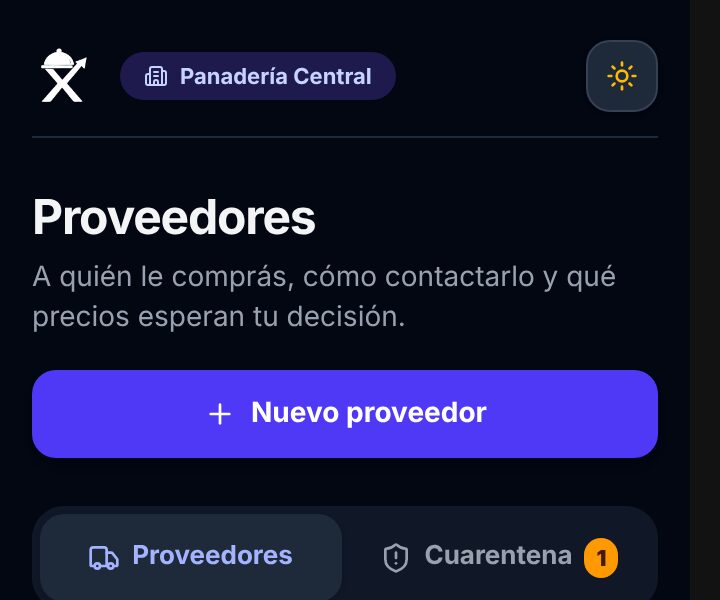 Panadería Central
Proveedores
A quién le comprás, cómo contactarlo y qué
precios esperan tu decisión.
+ Nuevo proveedor
Proveedores
Cuarentena 1